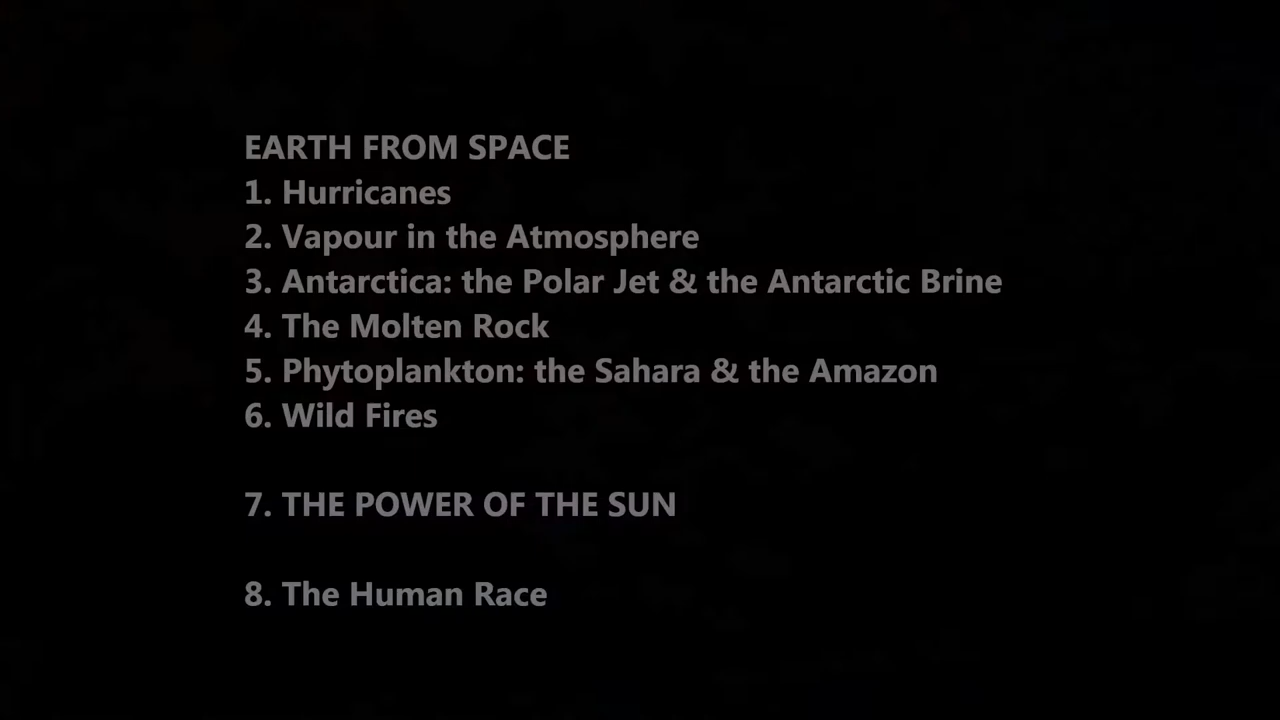 EARTH FROM SPACE
1. Hurricanes
2. Vapour in the Atmosphere
3. Antarctica: the Polar Jet & the Antarctic Brine
4. The Molten Rock
5. Phytoplankton: the Sahara & the Amazon
6. Wild Fires
7. THE POWER OF THE SUN
8. The Human Race